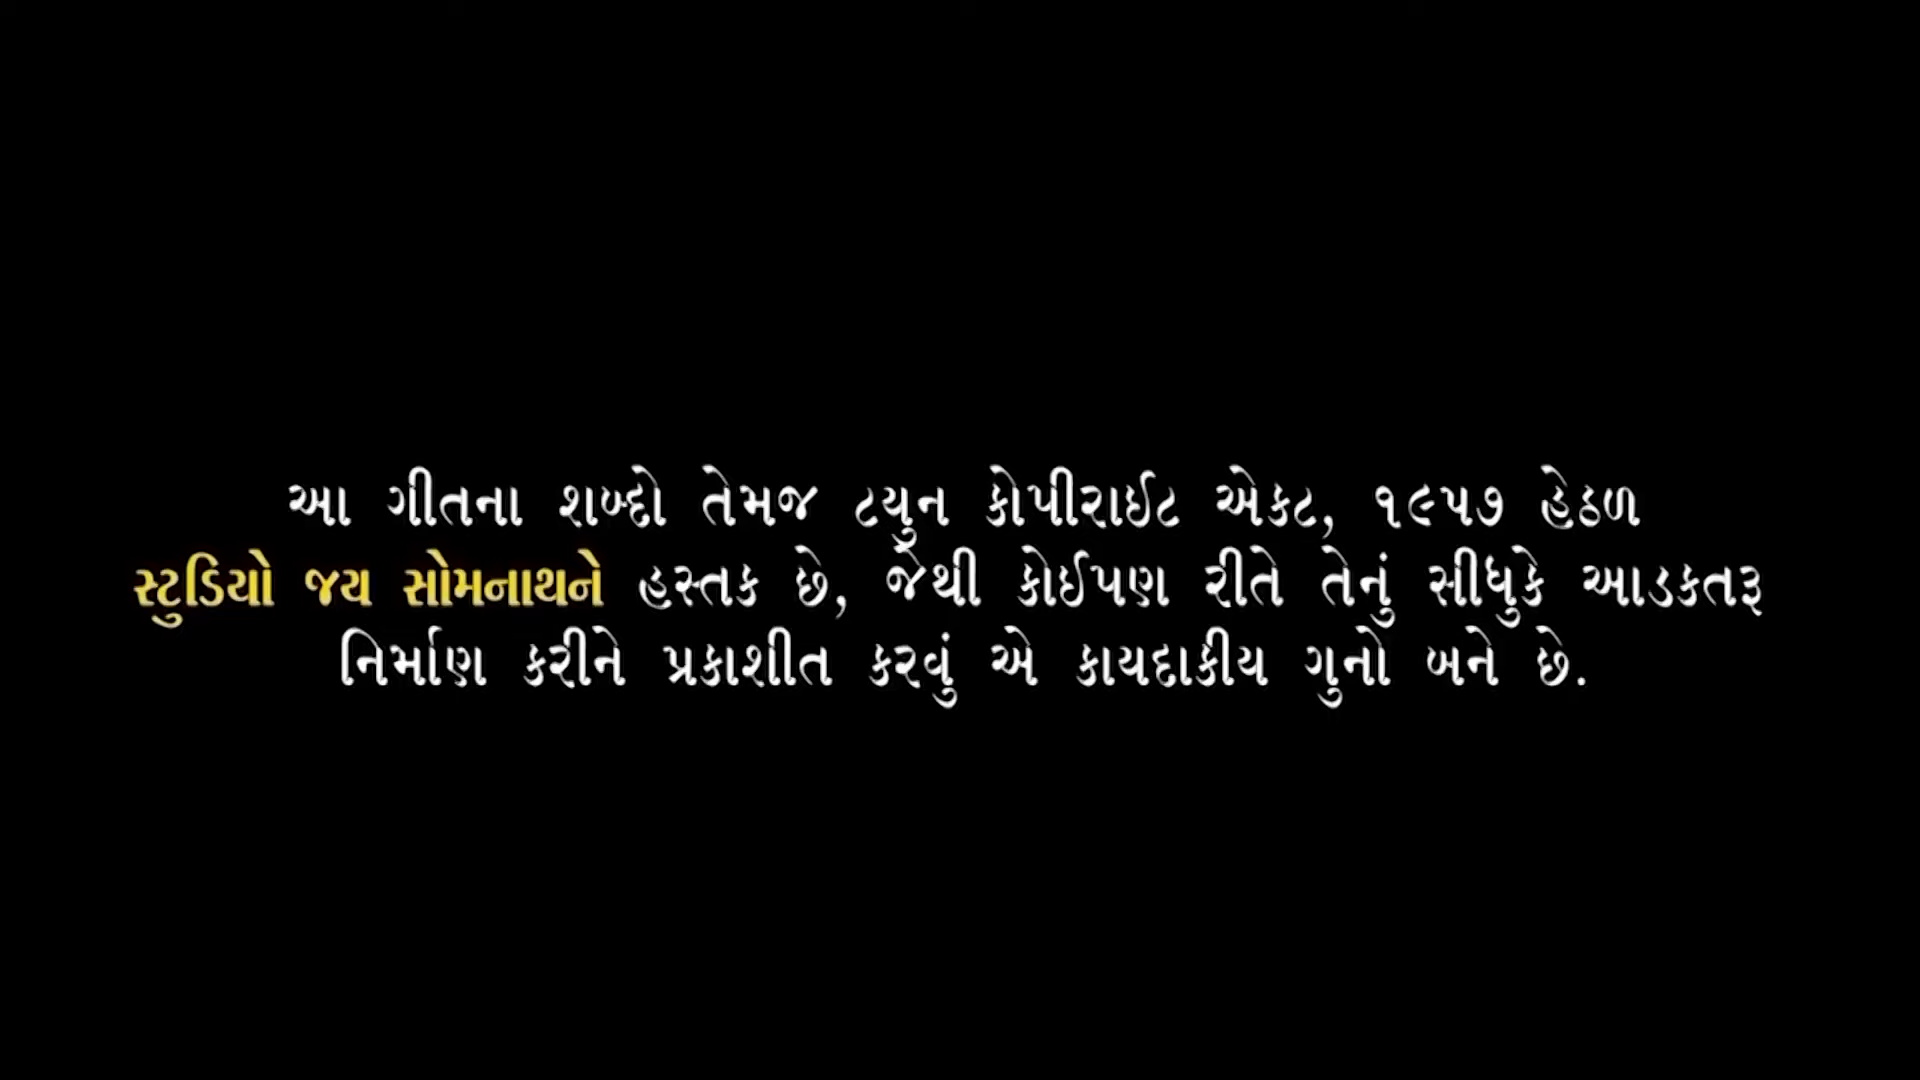 આ ગીતના શબ્દો તેમજ ટયુન કોપીરાઈટ એકટ, ૧૯૫૭ હેઠળ
સ્ટુડિયો જય સોમનાથને હસ્તક છે, જેથી કોઈપણ રીતે તેનું સીધુકે આડકતરૂ
નિર્માણ કરીને પ્રકાશીત કરવું એ કાયદાકીય ગુનો બને છે.